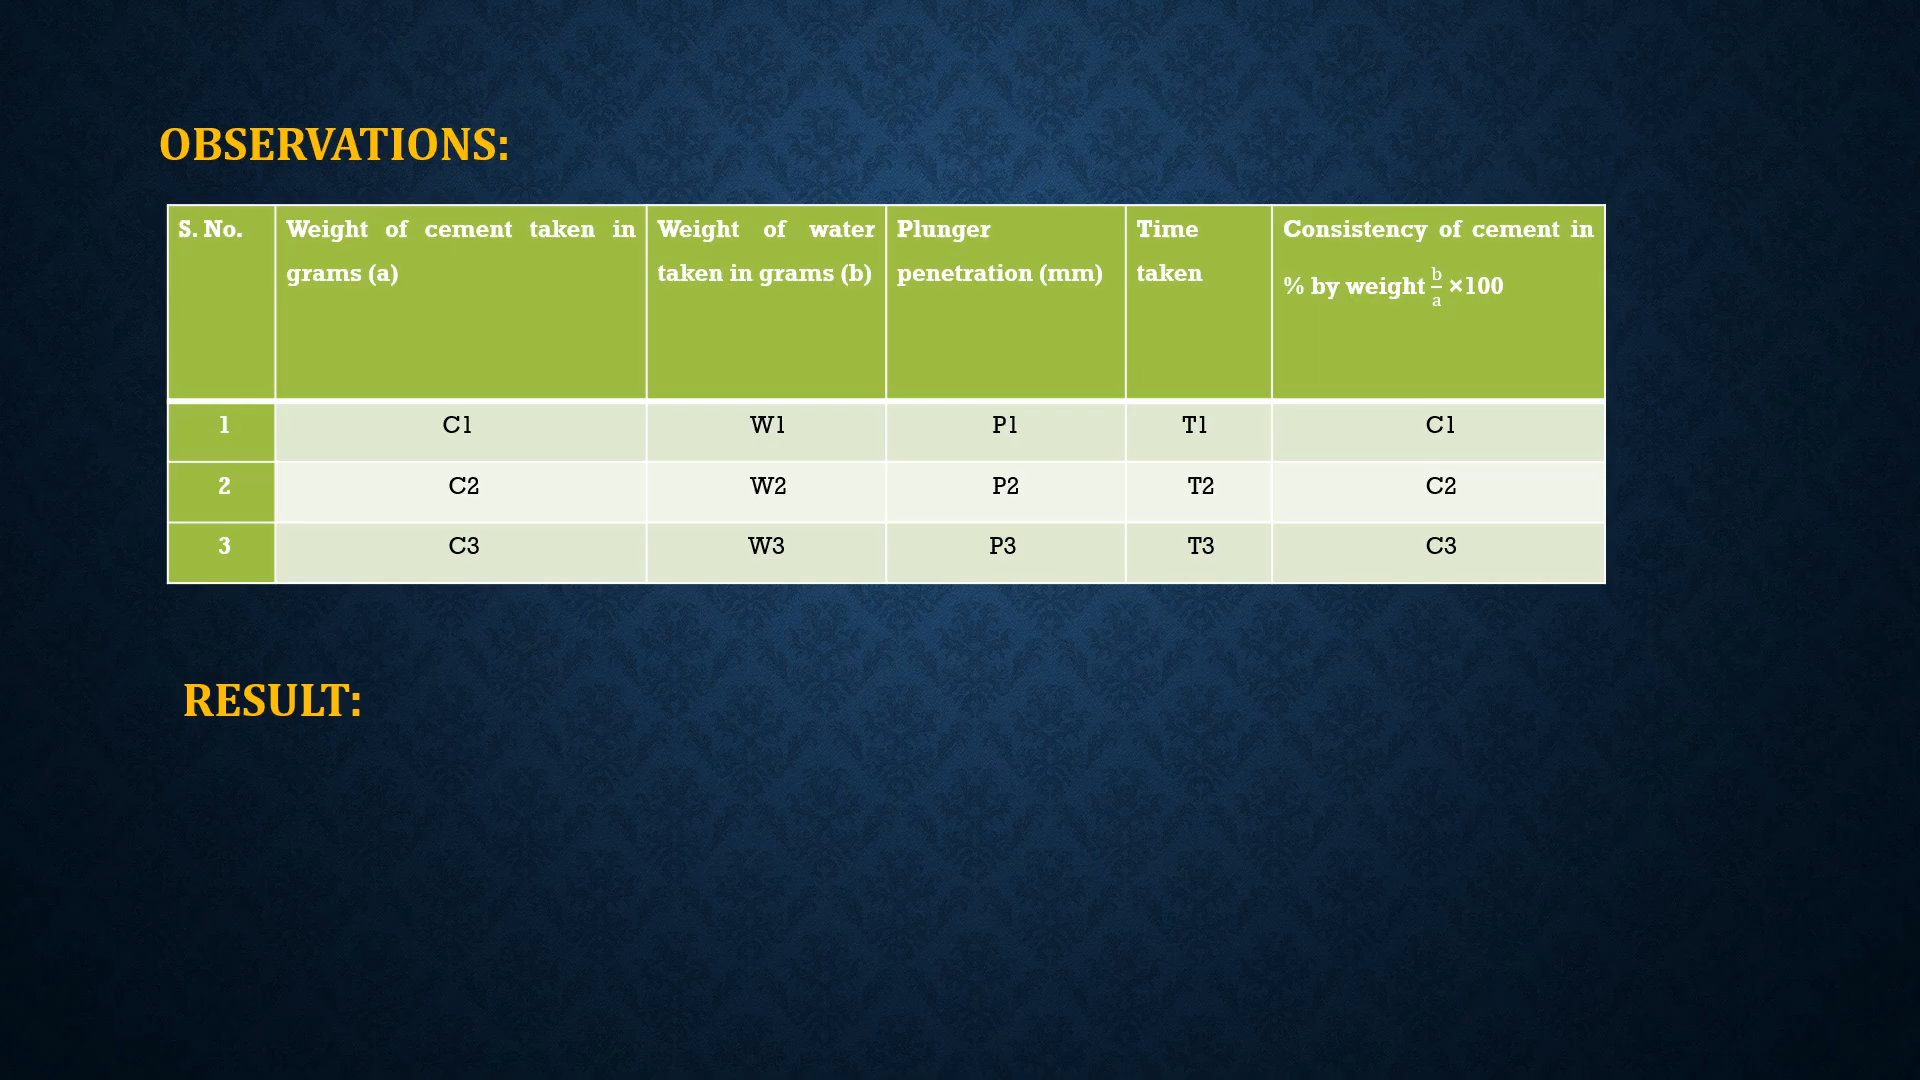 OBSERVATIONS:
S. No.
Weight of cement taken in
grams (a)
Weight of water
taken in grams (b)
Plunger
penetration (mm)
Time
taken
Consistency of cement in
% by weight b/a ×100
1 C1 W1 P1 T1 C1
2 C2 W2 P2 T2 C2
3 C3 W3 P3 T3 C3
RESULT: